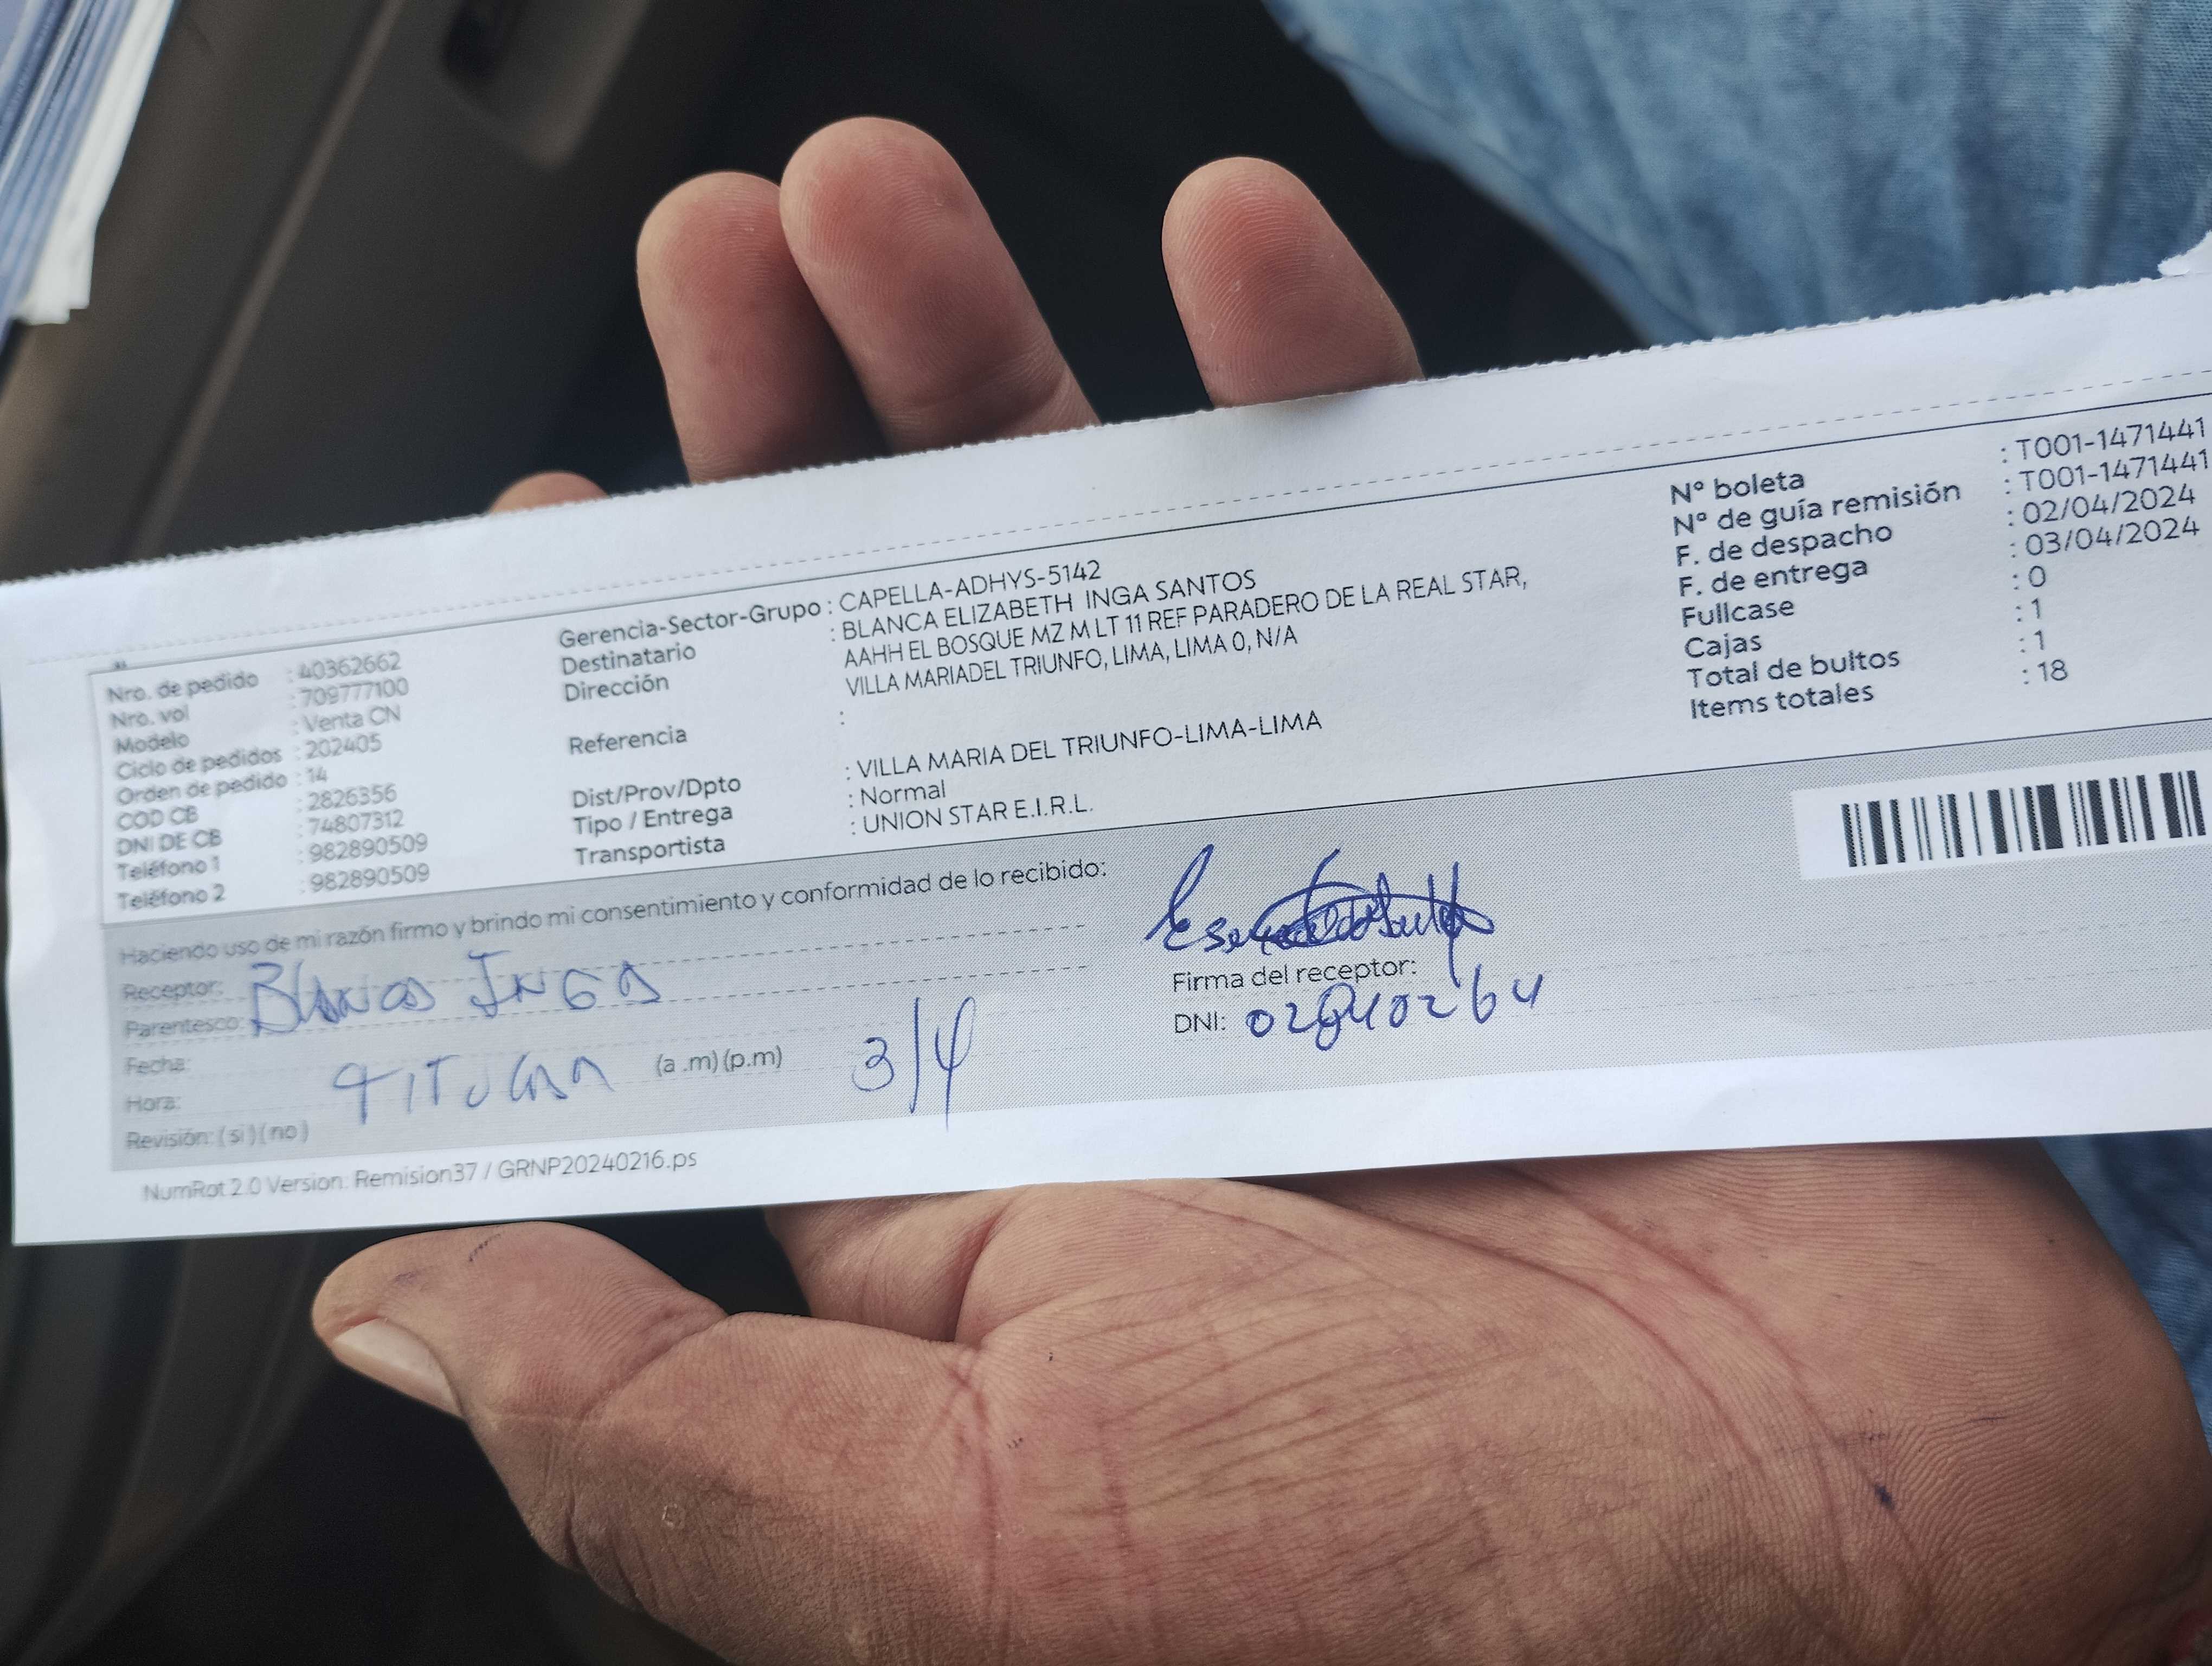 Nro. de pedido : 40362662
Nro. vol : 709777100
Modelo : Venta CN
Ciclo de pedidos : 202405
Orden de pedido : 14
COD CB : 2826356
DNI DE CB : 74807312
Teléfono 1 : 982890509
Teléfono 2 : 982890509
Gerencia-Sector-Grupo : CAPELLA-ADHYS-5142
Destinatario : BLANCA ELIZABETH INGA SANTOS
Dirección AAHH EL BOSQUE MZ M LT 11 REF PARADERO DE LA REAL STAR,
VILLA MARIADEL TRIUNFO, LIMA, LIMA 0, N/A
Referencia :
Dist/Prov/Dpto : VILLA MARIA DEL TRIUNFO-LIMA-LIMA
Tipo / Entrega : Normal
Transportista : UNION STAR E.I.R.L.
N° boleta : T001-1471441
N° de guía remisión : T001-1471441
F. de despacho : 02/04/2024
F. de entrega : 03/04/2024
Fullcase : 0
Cajas : 1
Total de bultos : 1
Items totales : 18
Haciendo uso de mi razón firmo y brindo mi consentimiento y conformidad de lo recibido:
Receptor: Blanca INGA
Parentesco:
Fecha:
Hora: TITULAR (a .m) (p.m) 3/4
Revisión: ( si ) ( no )
Firma del receptor:
DNI: 02840264
NumRot 2.0 Version: Remision37 / GRNP20240216.ps